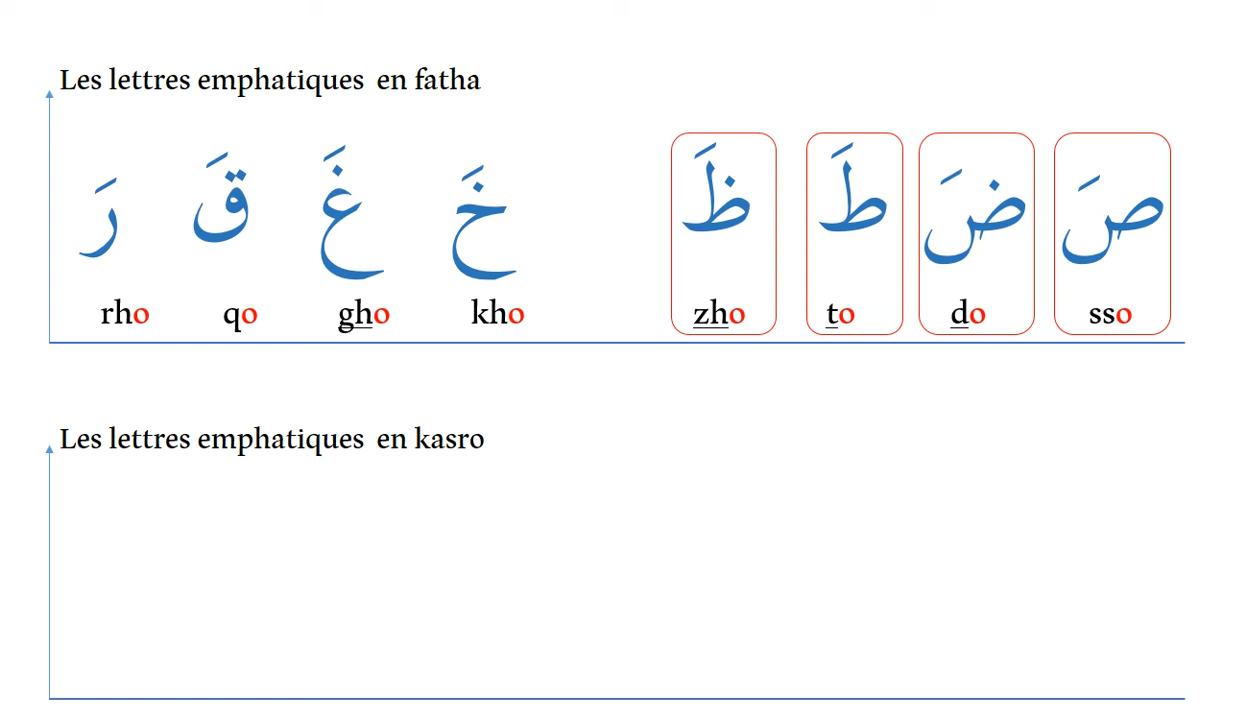 Les lettres emphatiques en fatha
صَ ضَ طَ ظَ خَ غَ قَ رَ
rho qo gho kho zho to do sso
Les lettres emphatiques en kasro